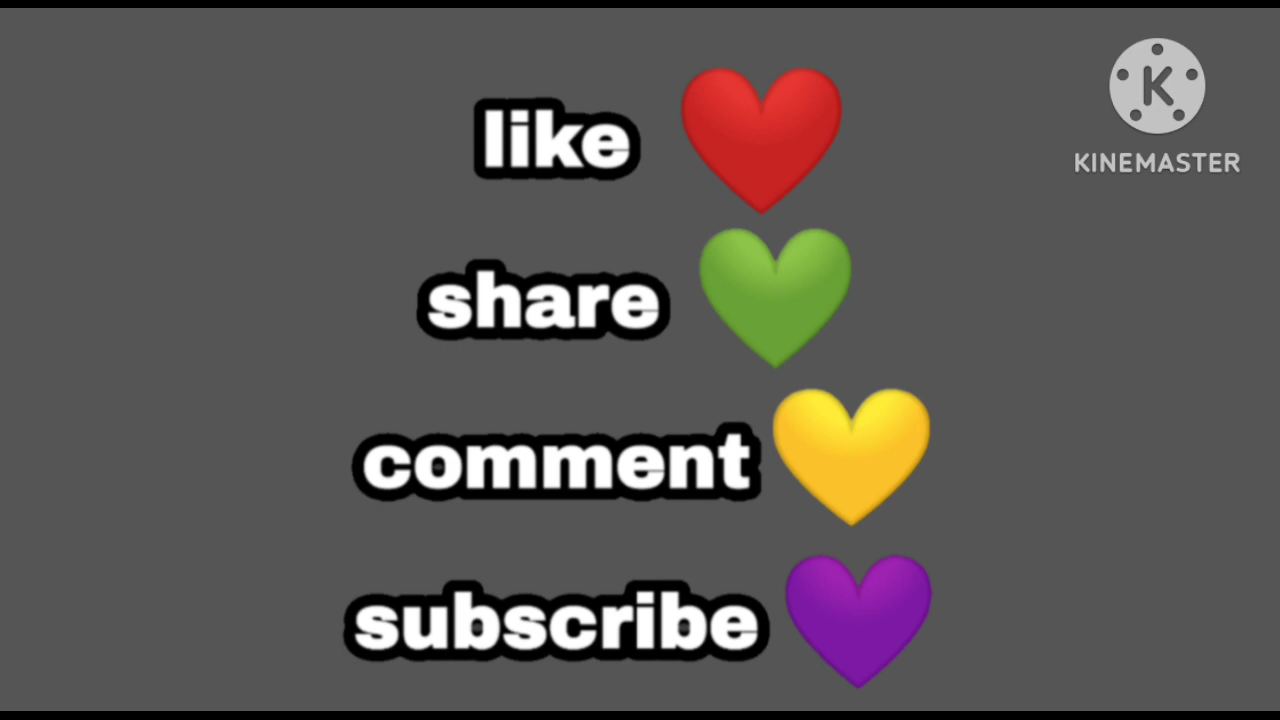 like ❤️
share 💚
comment 💛
subscribe 💜
K
KINEMASTER